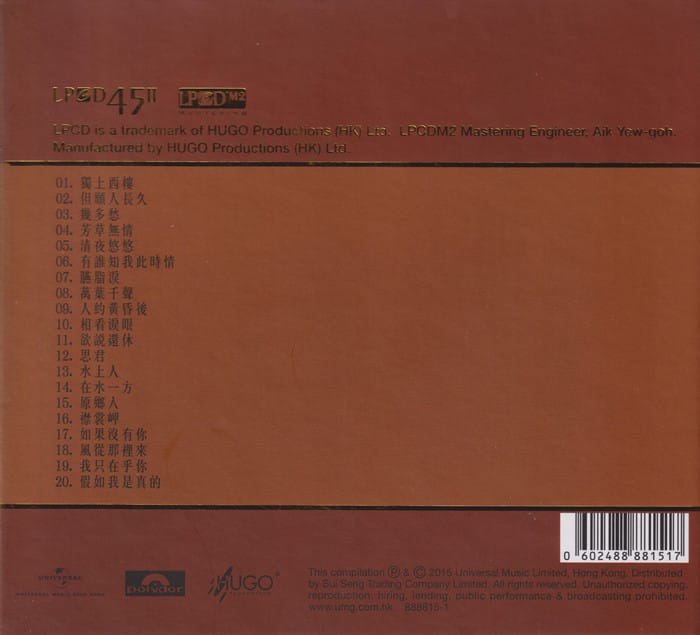 LPCD45II LPCD M2
MASTERING
LPCD is a trademark of HUGO Productions (HK) Ltd. LPCDM2 Mastering Engineer, Aik Yew-goh.
Manufactured by HUGO Productions (HK) Ltd.
01. 獨上西樓
02. 但願人長久
03. 幾多愁
04. 芳草無情
05. 清夜悠悠
06. 有誰知我此時情
07. 胭脂淚
08. 萬葉千聲
09. 人約黃昏後
10. 相看淚眼
11. 欲說還休
12. 思君
13. 水上人
14. 在水一方
15. 原鄉人
16. 襟裳岬
17. 如果沒有你
18. 風從那裡來
19. 我只在乎你
20. 假如我是真的
0 602488 881517
UNIVERSAL
polydor
HUGO
This compilation Ⓟ & © 2015 Universal Music Limited, Hong Kong. Distributed
by Sui Seng Trading Company Limited. All rights reserved. Unauthorized copying,
reproduction, hiring, lending, public performance & broadcasting prohibited.
www.umg.com.hk 888815-1